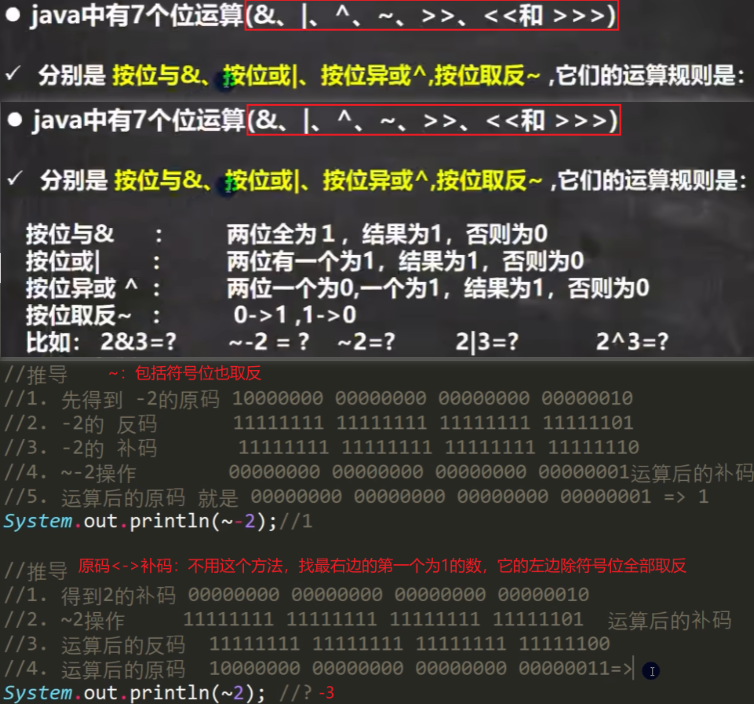 ● java中有7个位运算(&、|、^、~、>>、<<和 >>>)
✓ 分别是 按位与&、按位或|、按位异或^,按位取反~ ,它们的运算规则是：
● java中有7个位运算(&、|、^、~、>>、<<和 >>>)
✓ 分别是 按位与&、按位或|、按位异或^,按位取反~ ,它们的运算规则是：
按位与& ： 两位全为１，结果为1，否则为0
按位或| ： 两位有一个为1，结果为1，否则为0
按位异或 ^ ： 两位一个为0,一个为1，结果为1，否则为0
按位取反~ ： 0->1 ,1->0
比如： 2&3=? ~-2 = ? ~2=? 2|3=? 2^3=?
//推导 ~：包括符号位也取反
//1. 先得到 -2的原码 10000000 00000000 00000000 00000010
//2. -2的 反码 11111111 11111111 11111111 11111101
//3. -2的 补码 11111111 11111111 11111111 11111110
//4. ~-2操作 00000000 00000000 00000000 00000001运算后的补码
//5. 运算后的原码 就是 00000000 00000000 00000000 00000001 => 1
System.out.println(~-2);//1
//推导 原码<->补码：不用这个方法，找最右边的第一个为1的数，它的左边除符号位全部取反
//1. 得到2的补码 00000000 00000000 00000000 00000010
//2. ~2操作 11111111 11111111 11111111 11111101 运算后的补码
//3. 运算后的反码 11111111 11111111 11111111 11111100
//4. 运算后的原码 10000000 00000000 00000000 00000011=>
System.out.println(~2); //? -3